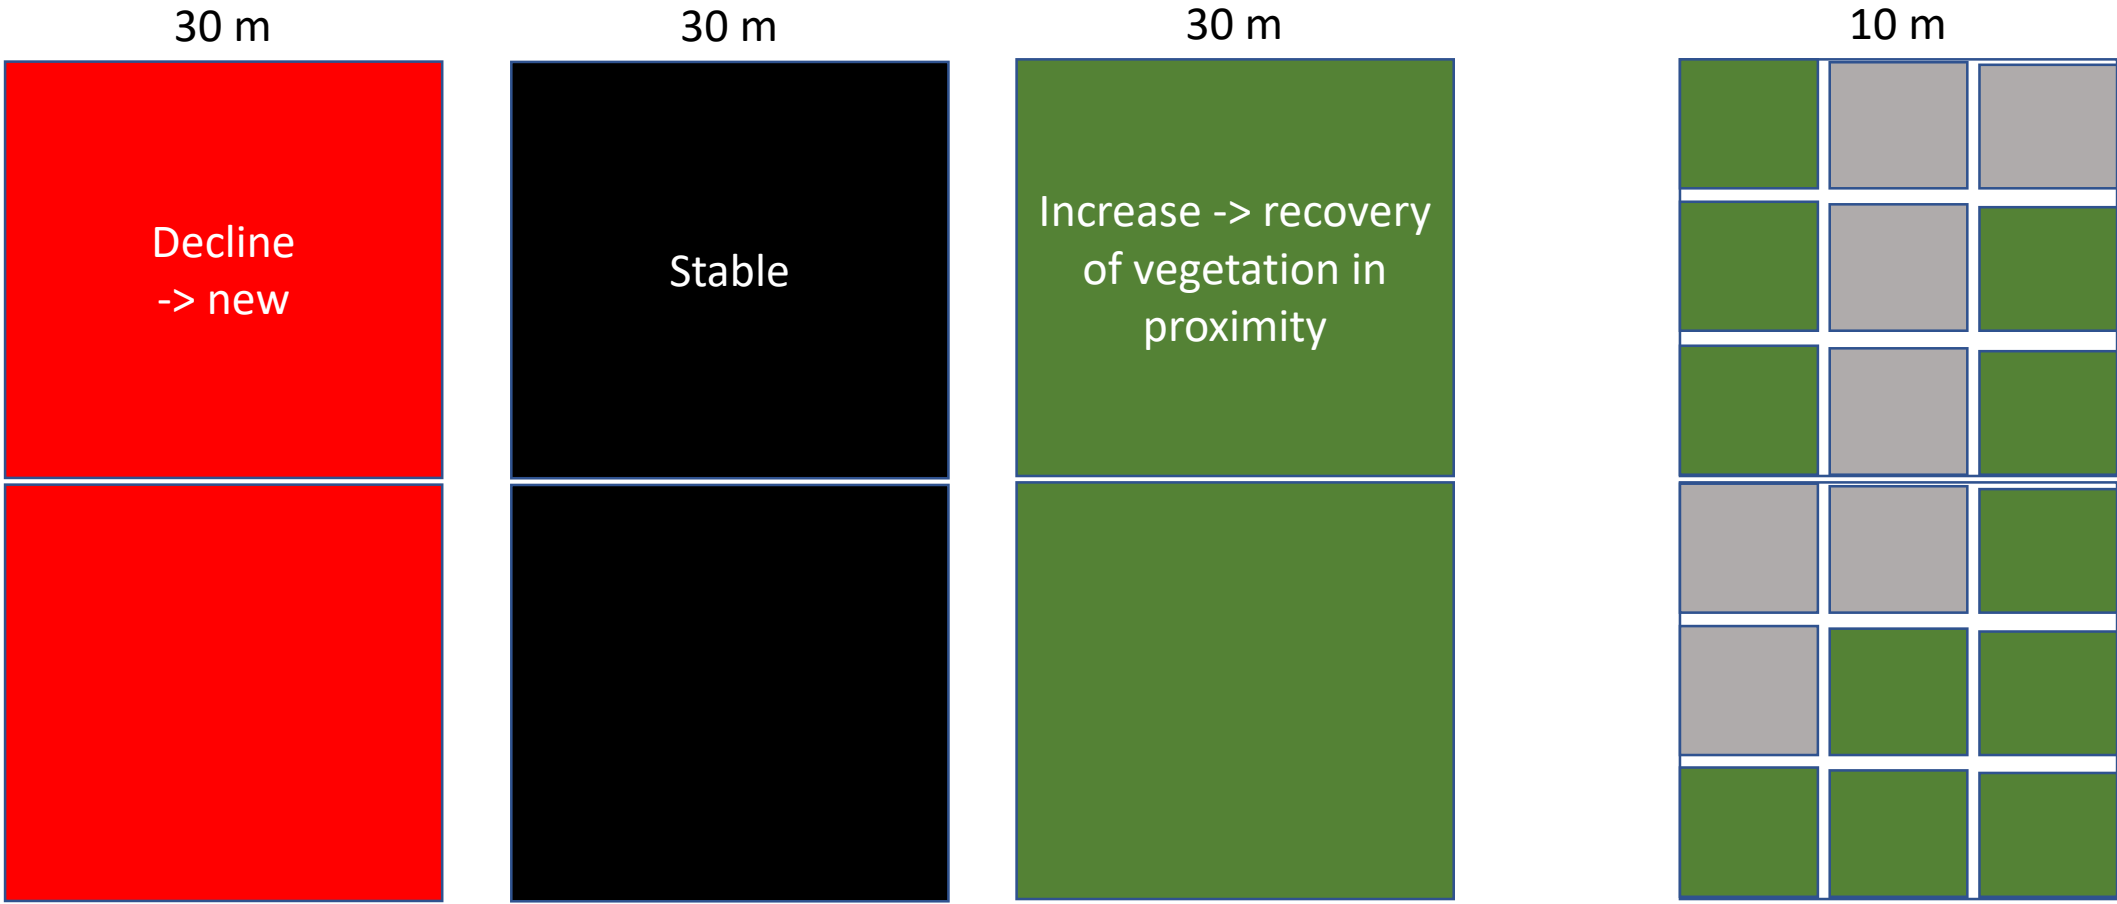 30 m
30 m
30 m
10 m
Decline
-> new
Stable
Increase -> recovery
of vegetation in
proximity